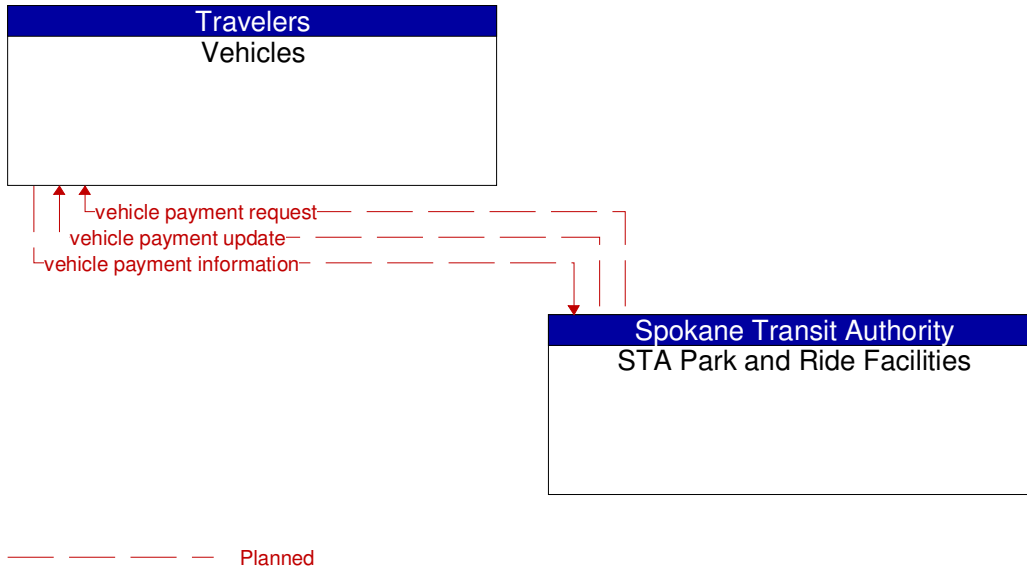 Travelers
Vehicles
vehicle payment request
vehicle payment update
vehicle payment information
Spokane Transit Authority
STA Park and Ride Facilities
Planned